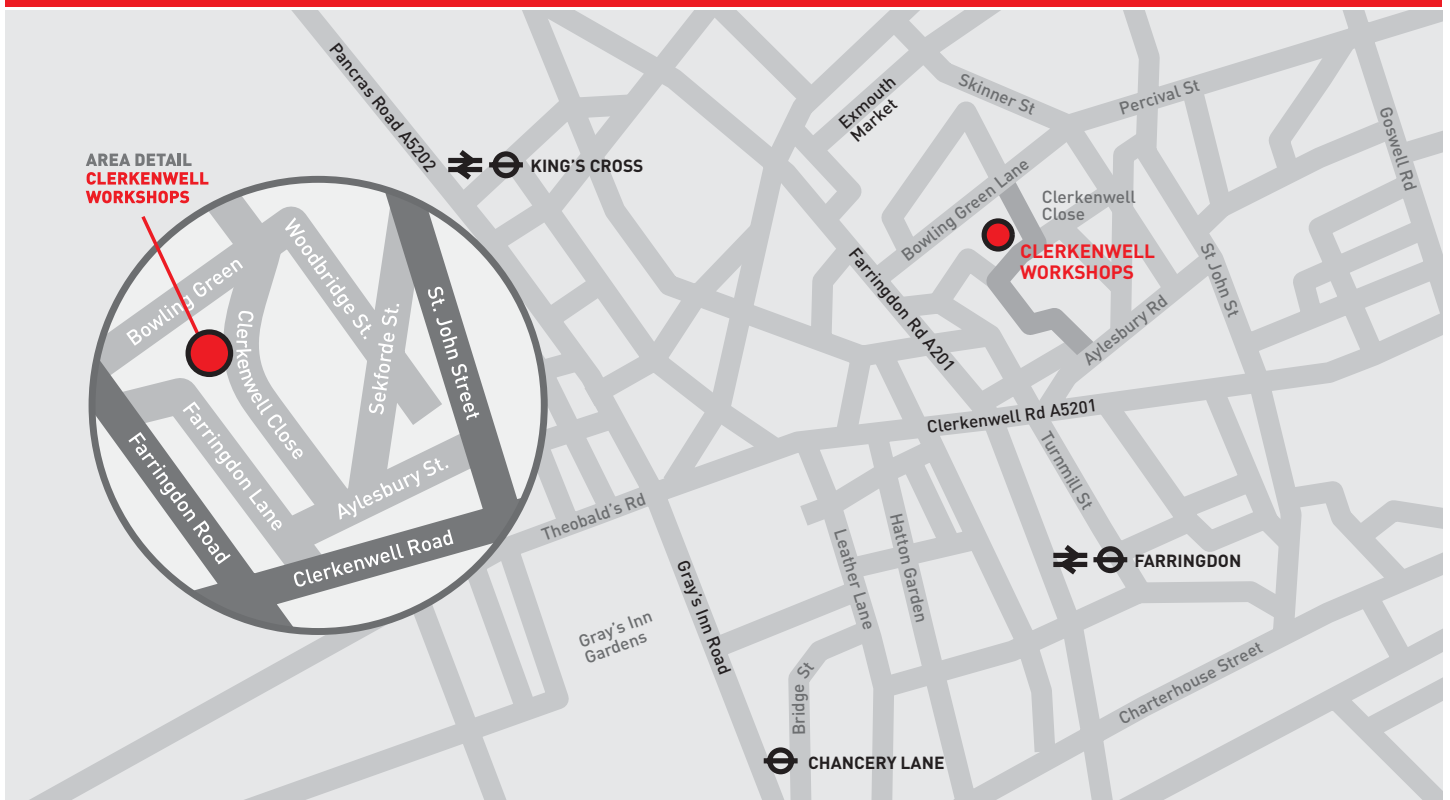 Pancras Road A5202
KING'S CROSS
Exmouth
Market
Skinner St
Percival St
Goswell Rd
AREA DETAIL
CLERKENWELL
WORKSHOPS
Bowling Green
Woodbridge St.
Clerkenwell Close
Sekforde St.
St. John Street
Farringdon Lane
Farringdon Road
Aylesbury St.
Clerkenwell Road
Bowling Green Lane
Clerkenwell
Close
CLERKENWELL
WORKSHOPS
Farringdon Rd A201
St John St
Aylesbury Rd
Clerkenwell Rd A5201
Turnmill St
Theobald's Rd
Leather Lane
Hatton Garden
FARRINGDON
Gray's Inn Road
Gray's Inn
Gardens
Bridge St
Charterhouse Street
CHANCERY LANE